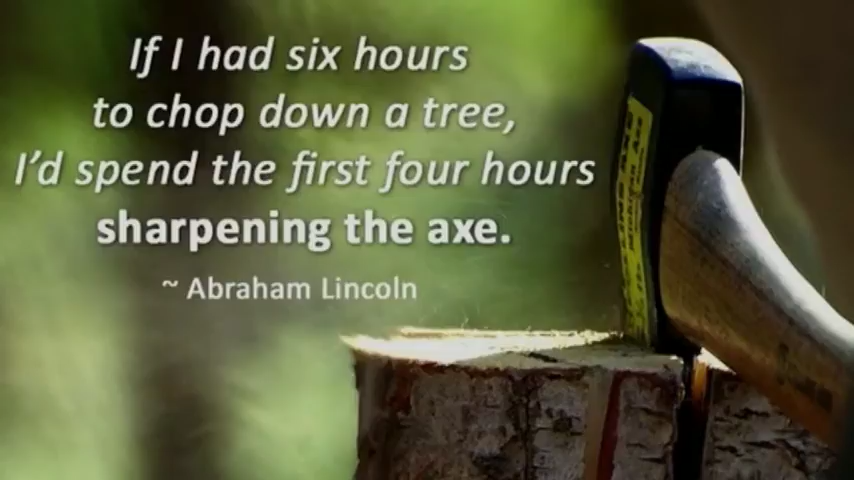 If I had six hours
to chop down a tree,
I'd spend the first four hours
sharpening the axe.
~ Abraham Lincoln